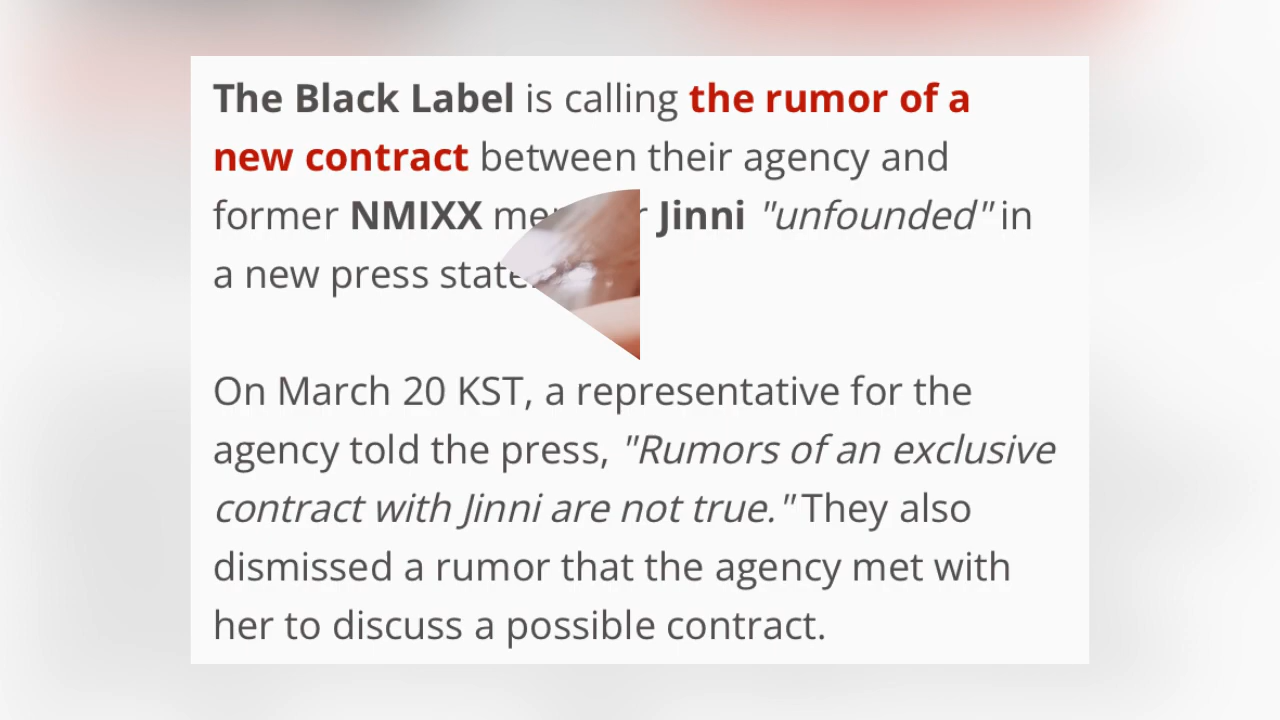 The Black Label is calling the rumor of a
new contract between their agency and
former NMIXX Jinni "unfounded" in
a new press
On March 20 KST, a representative for the
agency told the press, "Rumors of an exclusive
contract with Jinni are not true." They also
dismissed a rumor that the agency met with
her to discuss a possible contract.